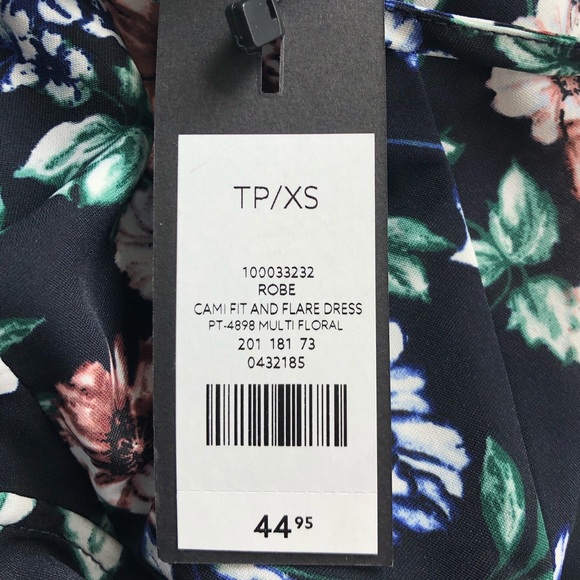 TP/XS
100033232
ROBE
CAMI FIT AND FLARE DRESS
PT-4898 MULTI FLORAL
201 181 73
0432185
44.95